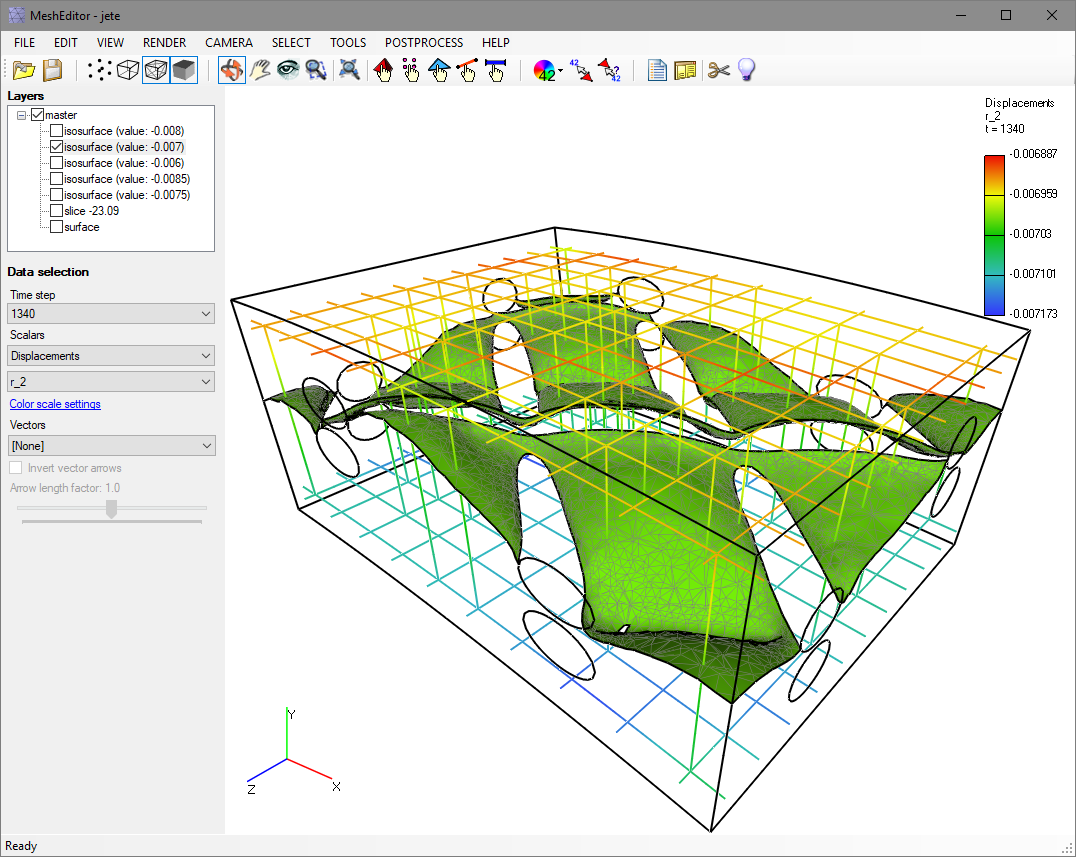 MeshEditor - jete
FILE EDIT VIEW RENDER CAMERA SELECT TOOLS POSTPROCESS HELP
42
42
?
42
Layers
master
isosurface (value: -0.008)
isosurface (value: -0.007)
isosurface (value: -0.006)
isosurface (value: -0.0085)
isosurface (value: -0.0075)
slice -23.09
surface
Data selection
Time step
1340
Scalars
Displacements
r_2
Color scale settings
Vectors
[None]
Invert vector arrows
Arrow length factor: 1.0
Displacements
r_2
t = 1340
-0.006887
-0.006959
-0.00703
-0.007101
-0.007173
Y
Z
X
Ready